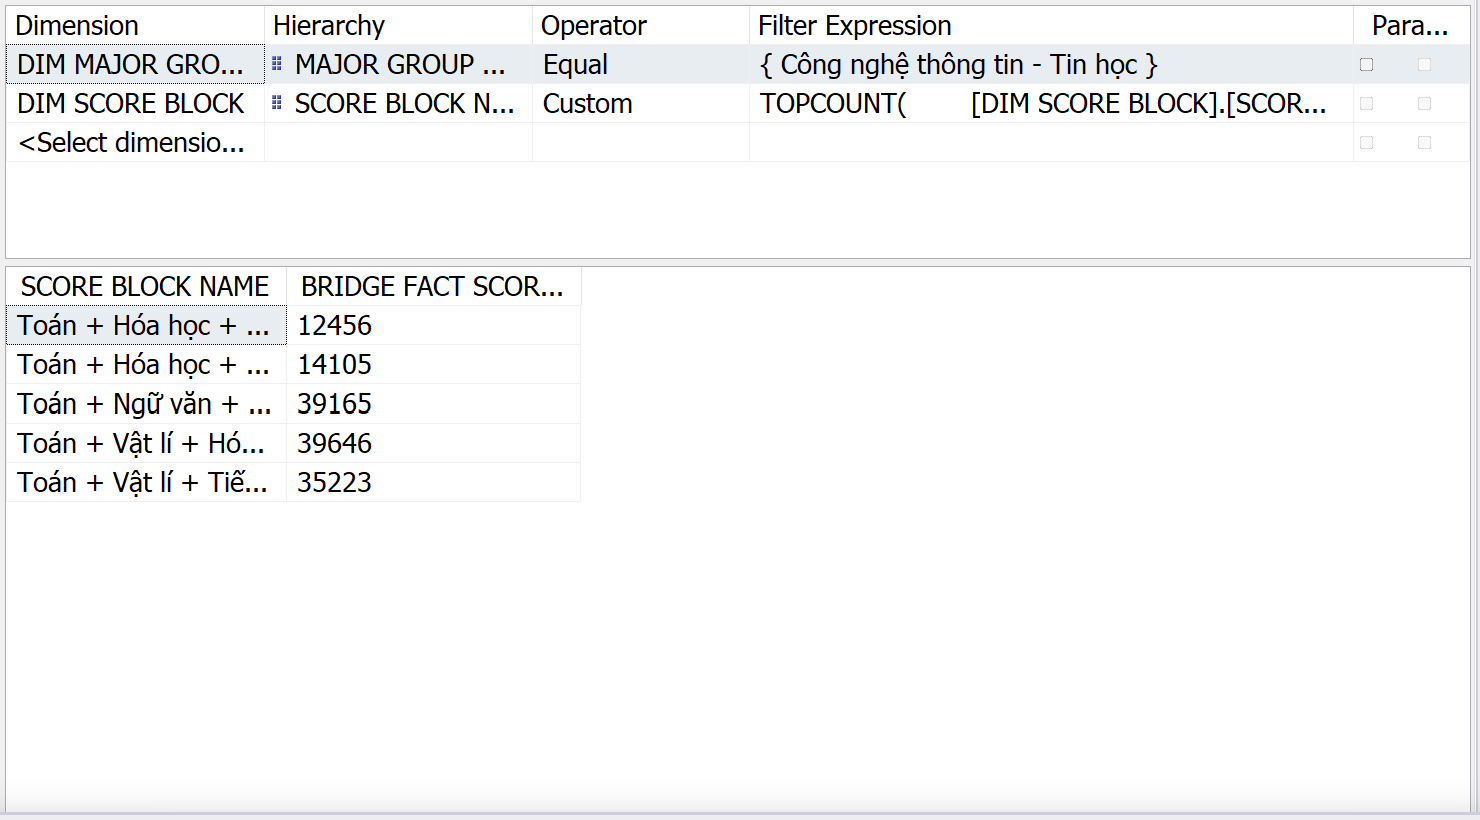 Dimension Hierarchy Operator Filter Expression Para...
DIM MAJOR GRO... MAJOR GROUP ... Equal { Công nghệ thông tin - Tin học }
DIM SCORE BLOCK SCORE BLOCK N... Custom TOPCOUNT( [DIM SCORE BLOCK].[SCOR...
<Select dimensio...
SCORE BLOCK NAME BRIDGE FACT SCOR...
Toán + Hóa học + ... 12456
Toán + Hóa học + ... 14105
Toán + Ngữ văn + ... 39165
Toán + Vật lí + Hó... 39646
Toán + Vật lí + Tiế... 35223